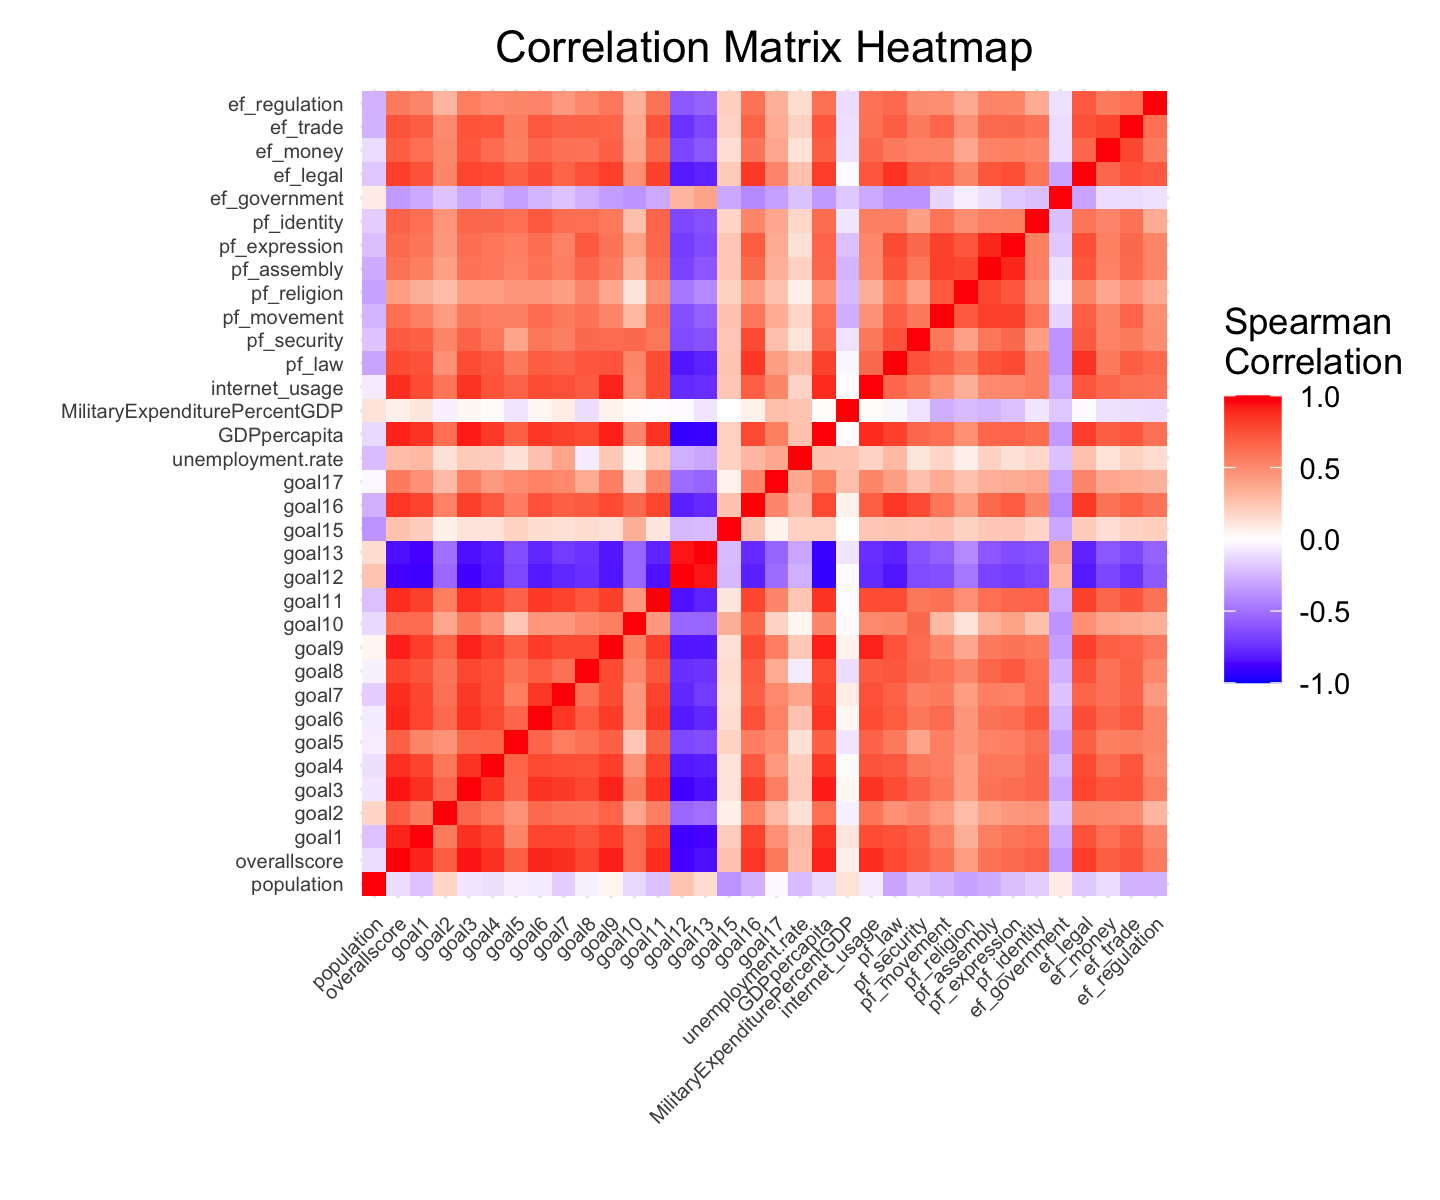 Correlation Matrix Heatmap
ef_regulation
ef_trade
ef_money
ef_legal
ef_government
pf_identity
pf_expression
pf_assembly
pf_religion
pf_movement
pf_security
pf_law
internet_usage
MilitaryExpenditurePercentGDP
GDPpercapita
unemployment.rate
goal17
goal16
goal15
goal13
goal12
goal11
goal10
goal9
goal8
goal7
goal6
goal5
goal4
goal3
goal2
goal1
overallscore
population
population
overallscore
goal1
goal2
goal3
goal4
goal5
goal6
goal7
goal8
goal9
goal10
goal11
goal12
goal13
goal15
goal16
goal17
unemployment.rate
GDPpercapita
MilitaryExpenditurePercentGDP
internet_usage
pf_law
pf_security
pf_movement
pf_religion
pf_assembly
pf_expression
pf_identity
ef_government
ef_legal
ef_money
ef_trade
ef_regulation
Spearman
Correlation
1.0
0.5
0.0
-0.5
-1.0